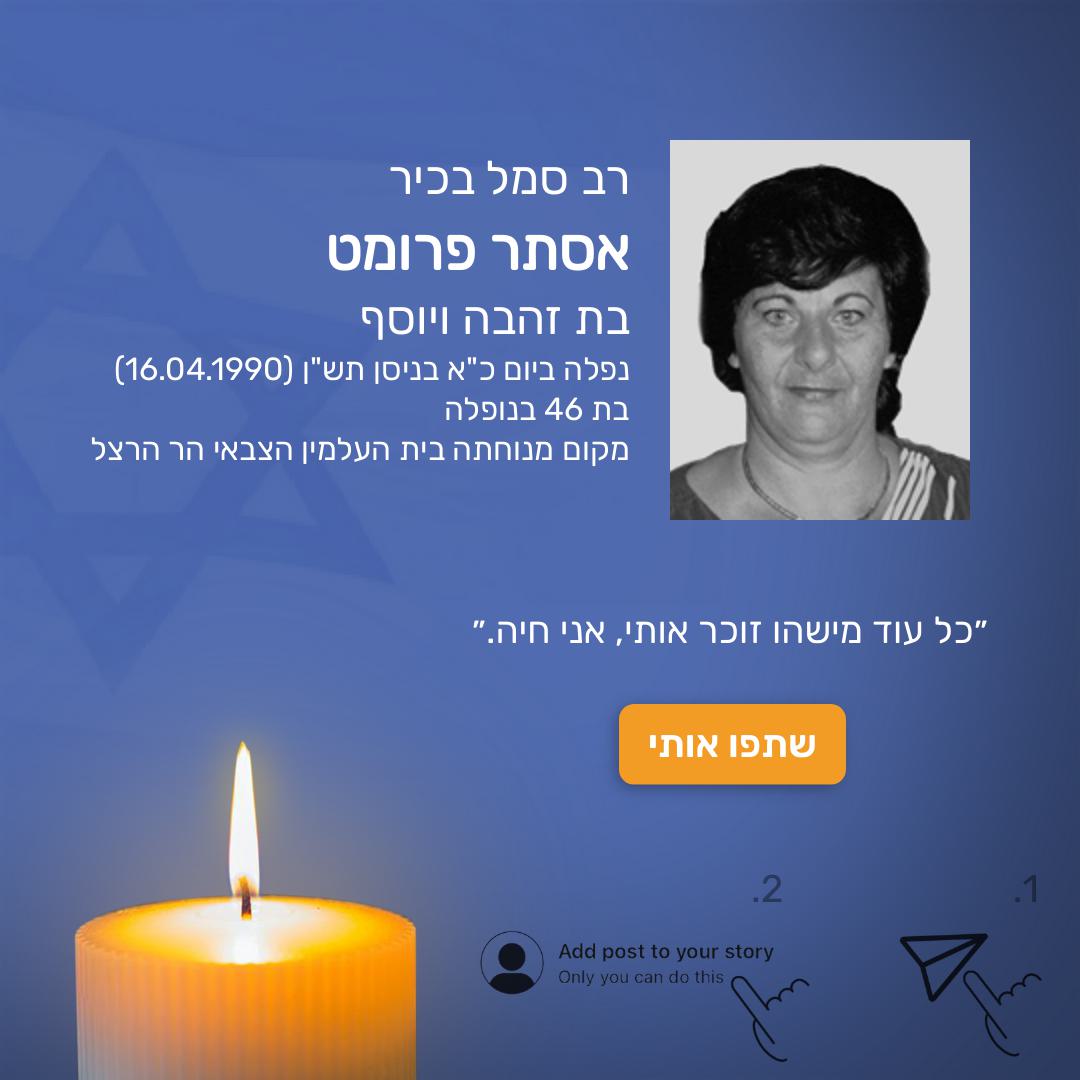 רב סמל בכיר
אסתר פרומט
בת זהבה ויוסף
נפלה ביום כ"א בניסן תש"ן (16.04.1990)
בת 46 בנופלה
מקום מנוחתה בית העלמין הצבאי הר הרצל
״כל עוד מישהו זוכר אותי, אני חיה.״
שתפו אותי
.1
.2
Add post to your story
Only you can do this